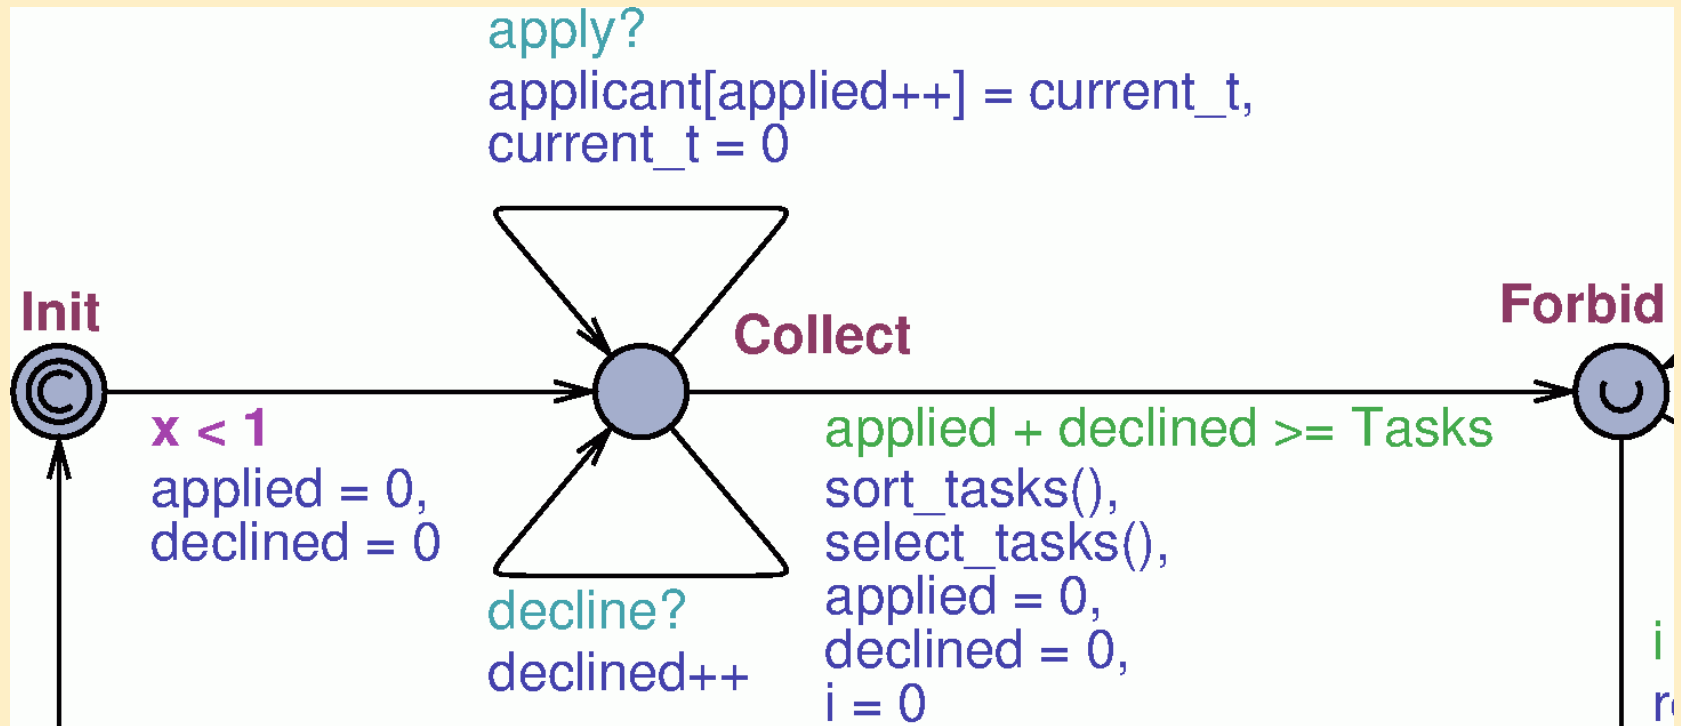 apply?
applicant[applied++] = current_t,
current_t = 0
Init
Collect
Forbid
x < 1
applied = 0,
declined = 0
applied + declined >= Tasks
sort_tasks(),
select_tasks(),
applied = 0,
declined = 0,
i = 0
decline?
declined++
i